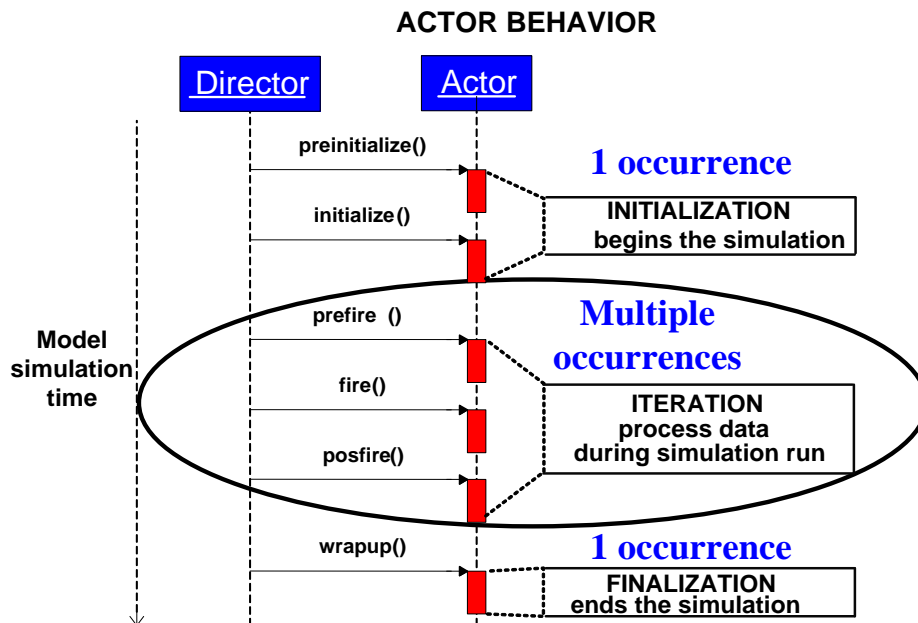 ACTOR BEHAVIOR
Director
Actor
preinitialize()
1 occurrence
INITIALIZATION
begins the simulation
initialize()
prefire ()
Multiple
occurrences
Model
simulation
time
fire()
ITERATION
process data
during simulation run
posfire()
wrapup()
1 occurrence
FINALIZATION
ends the simulation